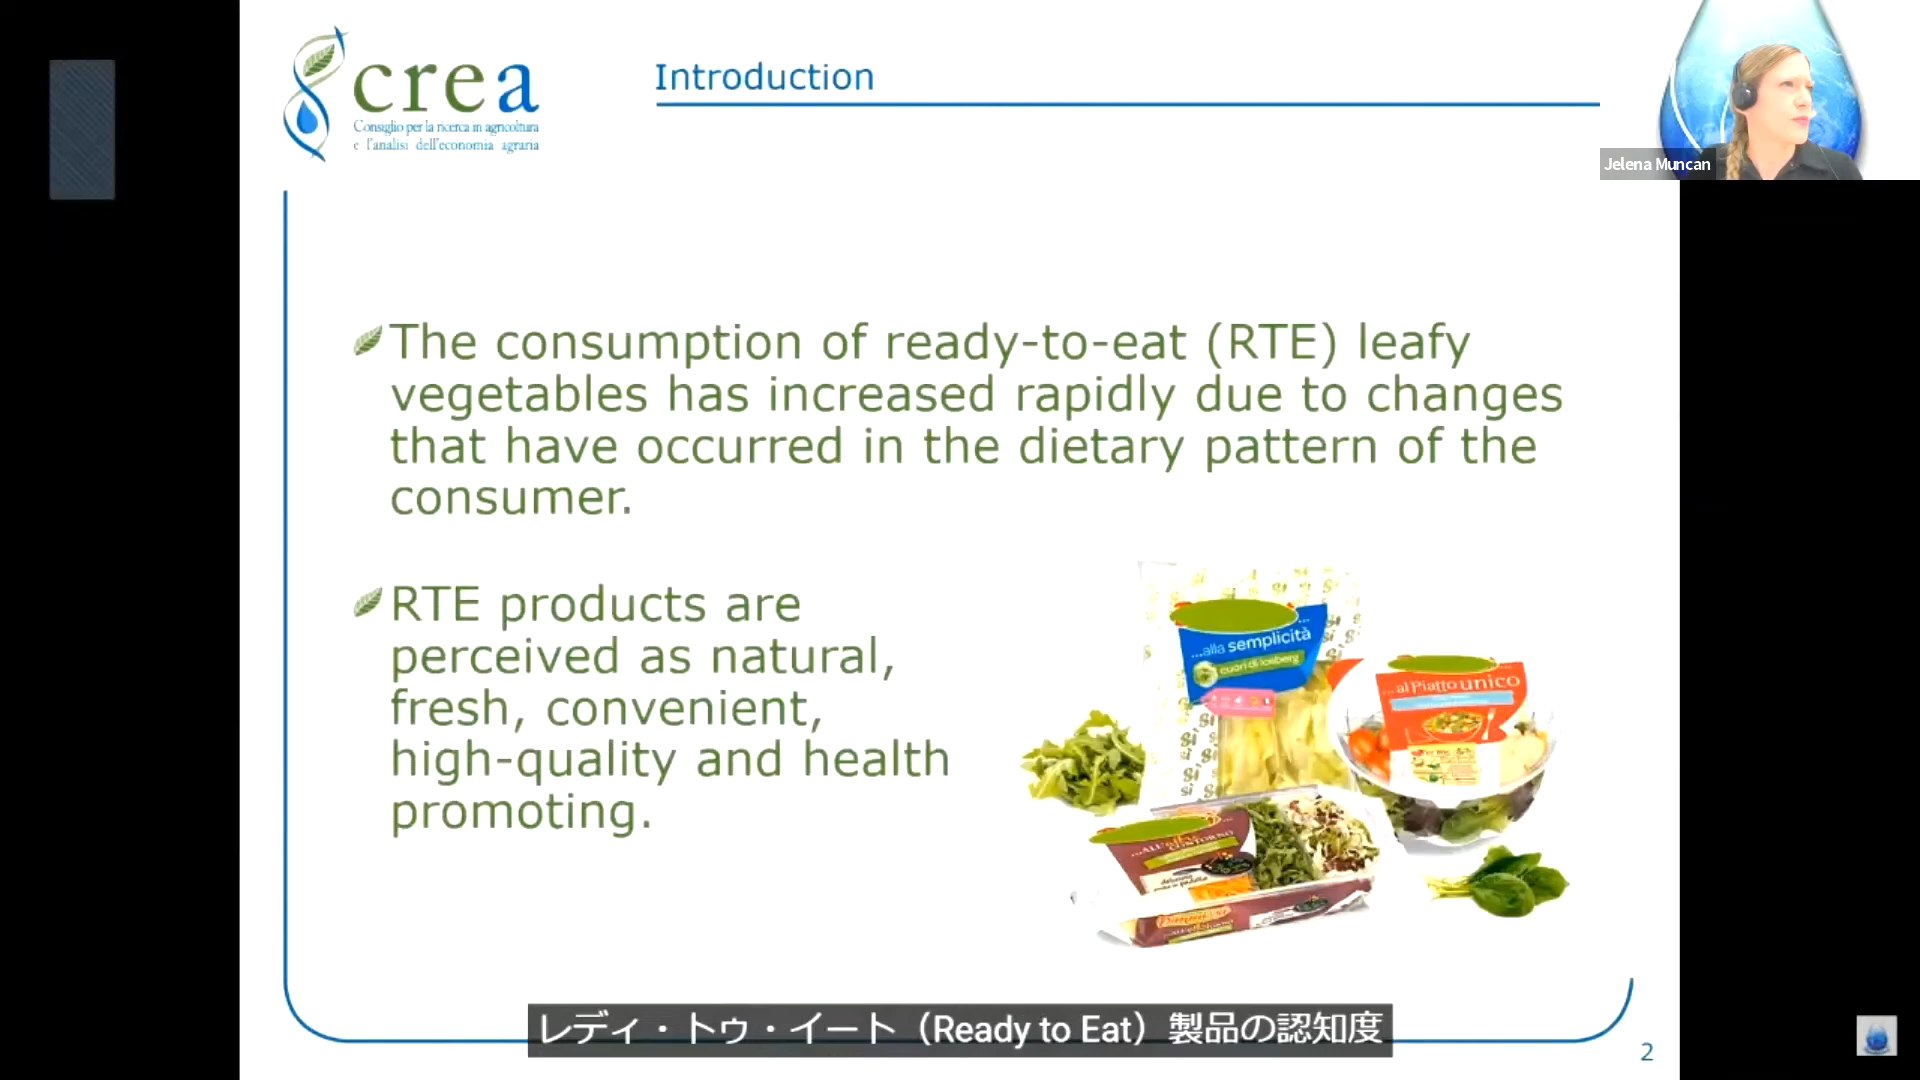 crea
Consiglio per la ricerca in agricoltura
e l'analisi dell'economia agraria
Introduction
Jelena Muncan
The consumption of ready-to-eat (RTE) leafy
vegetables has increased rapidly due to changes
that have occurred in the dietary pattern of the
consumer.
RTE products are
perceived as natural,
fresh, convenient,
high-quality and health
promoting.
...alla semplicità
cuori di iceberg
...al Piatto unico
CONTORNO
レディ・トゥ・イート（Ready to Eat）製品の認知度
2